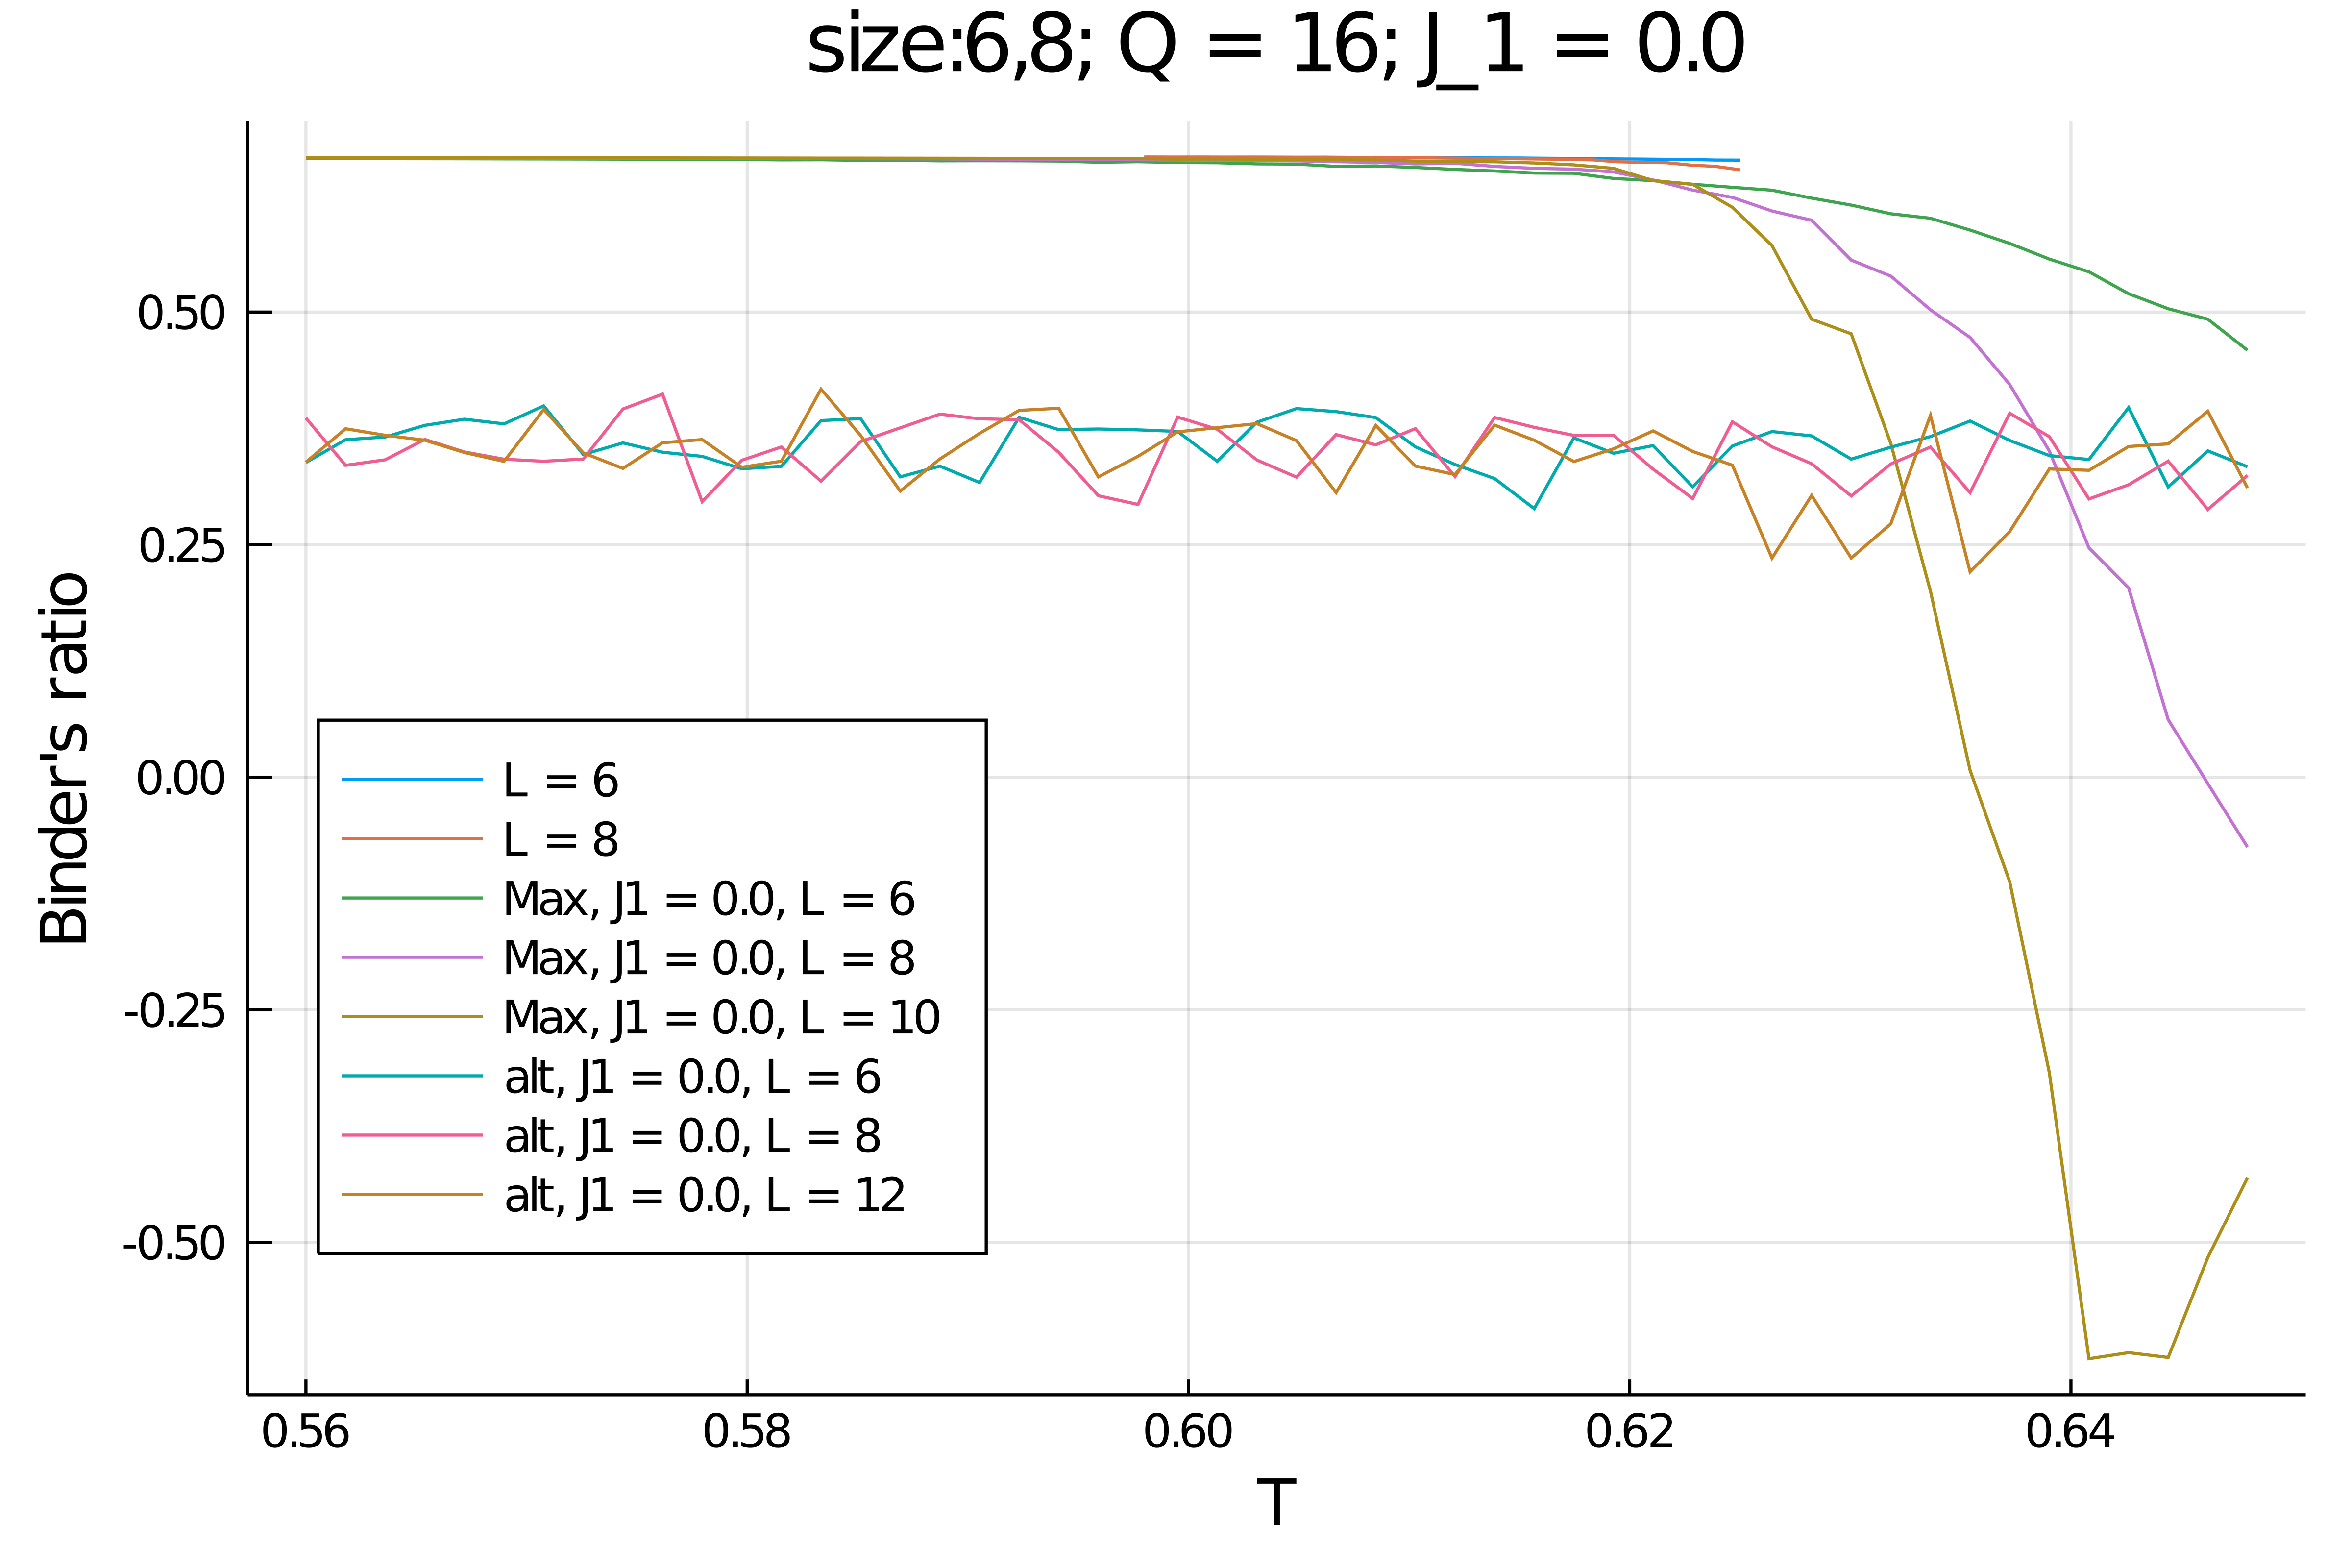 size:6,8; Q = 16; J_1 = 0.0
Binder's ratio
0.50
0.25
0.00
-0.25
-0.50
L = 6
L = 8
Max, J1 = 0.0, L = 6
Max, J1 = 0.0, L = 8
Max, J1 = 0.0, L = 10
alt, J1 = 0.0, L = 6
alt, J1 = 0.0, L = 8
alt, J1 = 0.0, L = 12
0.56 0.58 0.60 0.62 0.64
T